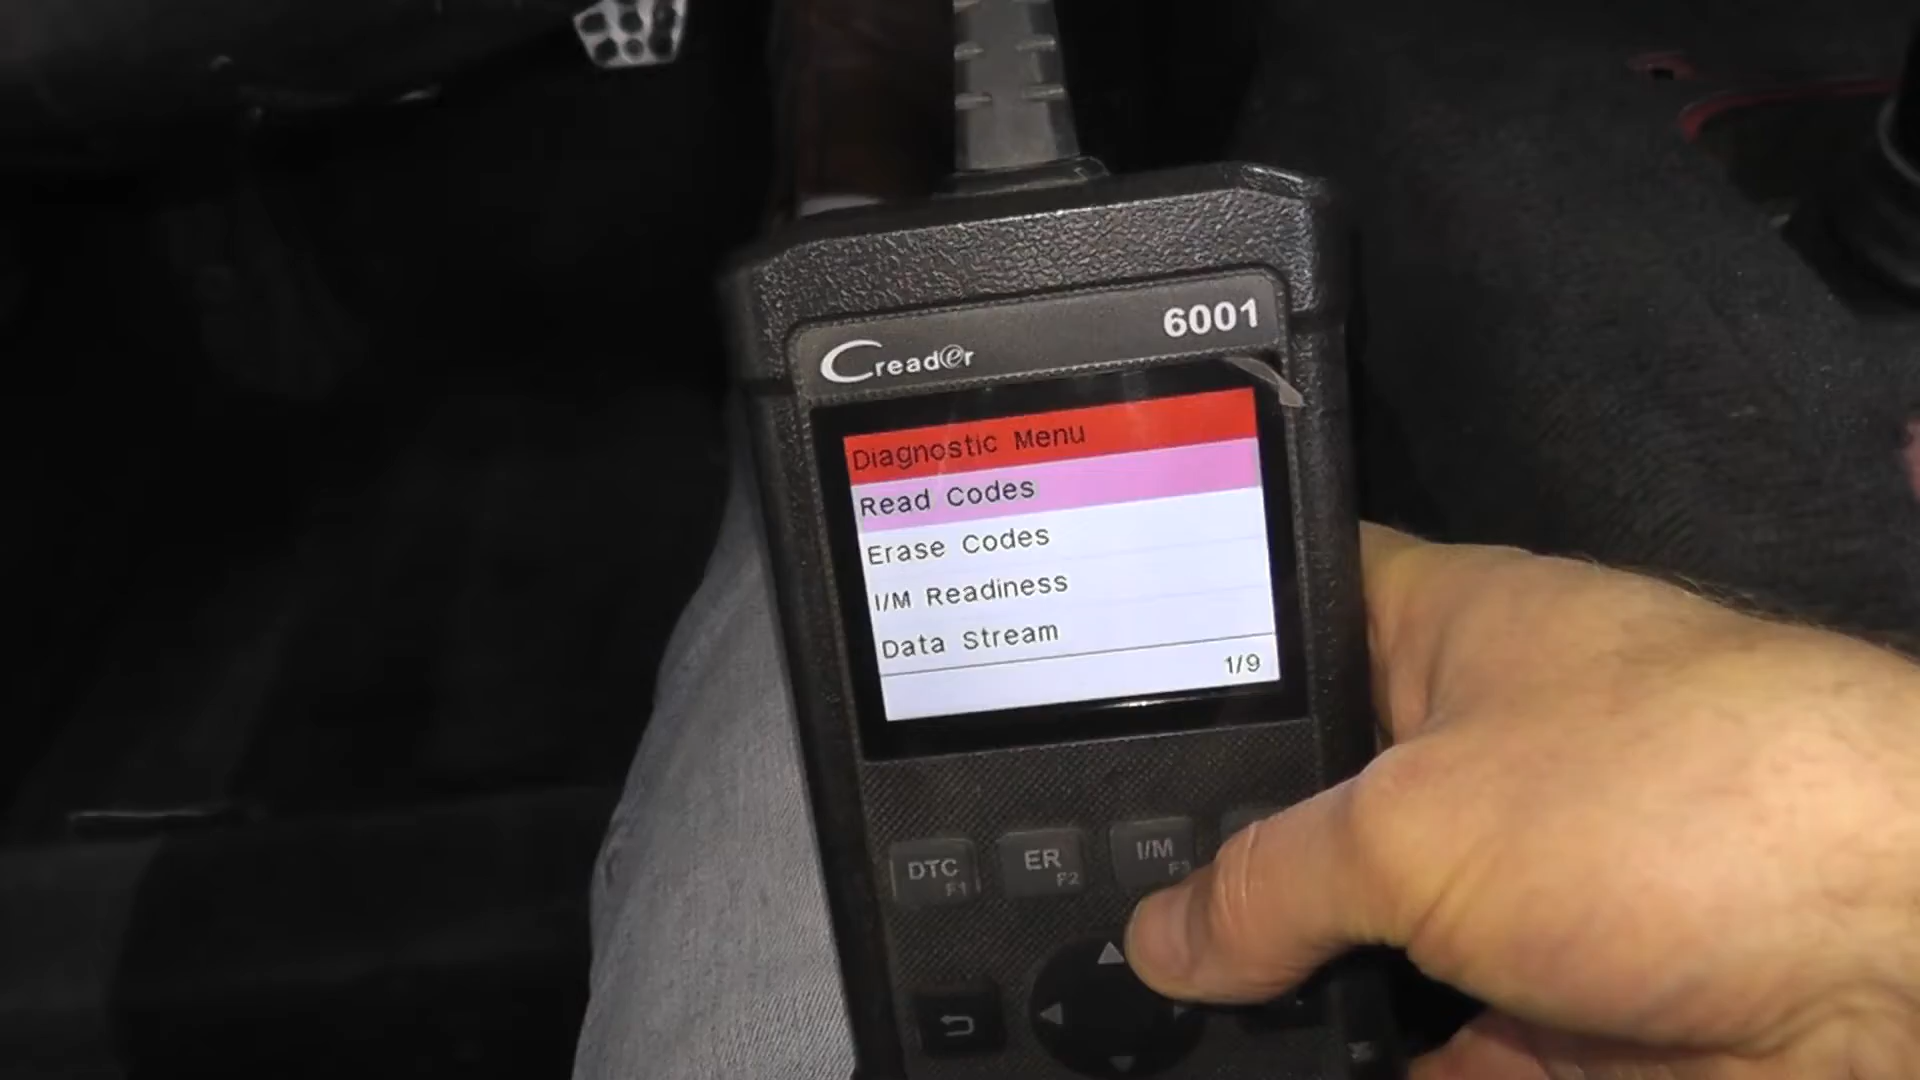 6001
Creader
Diagnostic Menu
Read Codes
Erase Codes
I/M Readiness
Data Stream
1/9
DTC
F1
ER
F2
I/M
F3